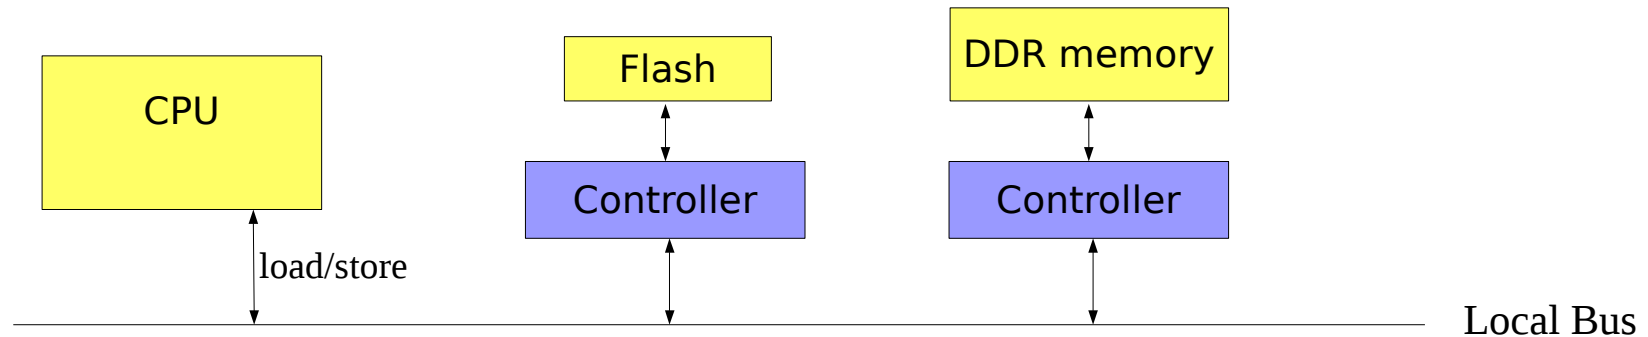 CPU
Flash
DDR memory
Controller
Controller
load/store
Local Bus